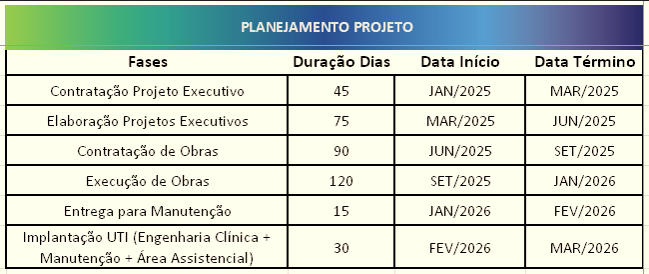 PLANEJAMENTO PROJETO
Fases Duração Dias Data Início Data Término
Contratação Projeto Executivo 45 JAN/2025 MAR/2025
Elaboração Projetos Executivos 75 MAR/2025 JUN/2025
Contratação de Obras 90 JUN/2025 SET/2025
Execução de Obras 120 SET/2025 JAN/2026
Entrega para Manutenção 15 JAN/2026 FEV/2026
Implantação UTI (Engenharia Clínica +
Manutenção + Área Assistencial) 30 FEV/2026 MAR/2026